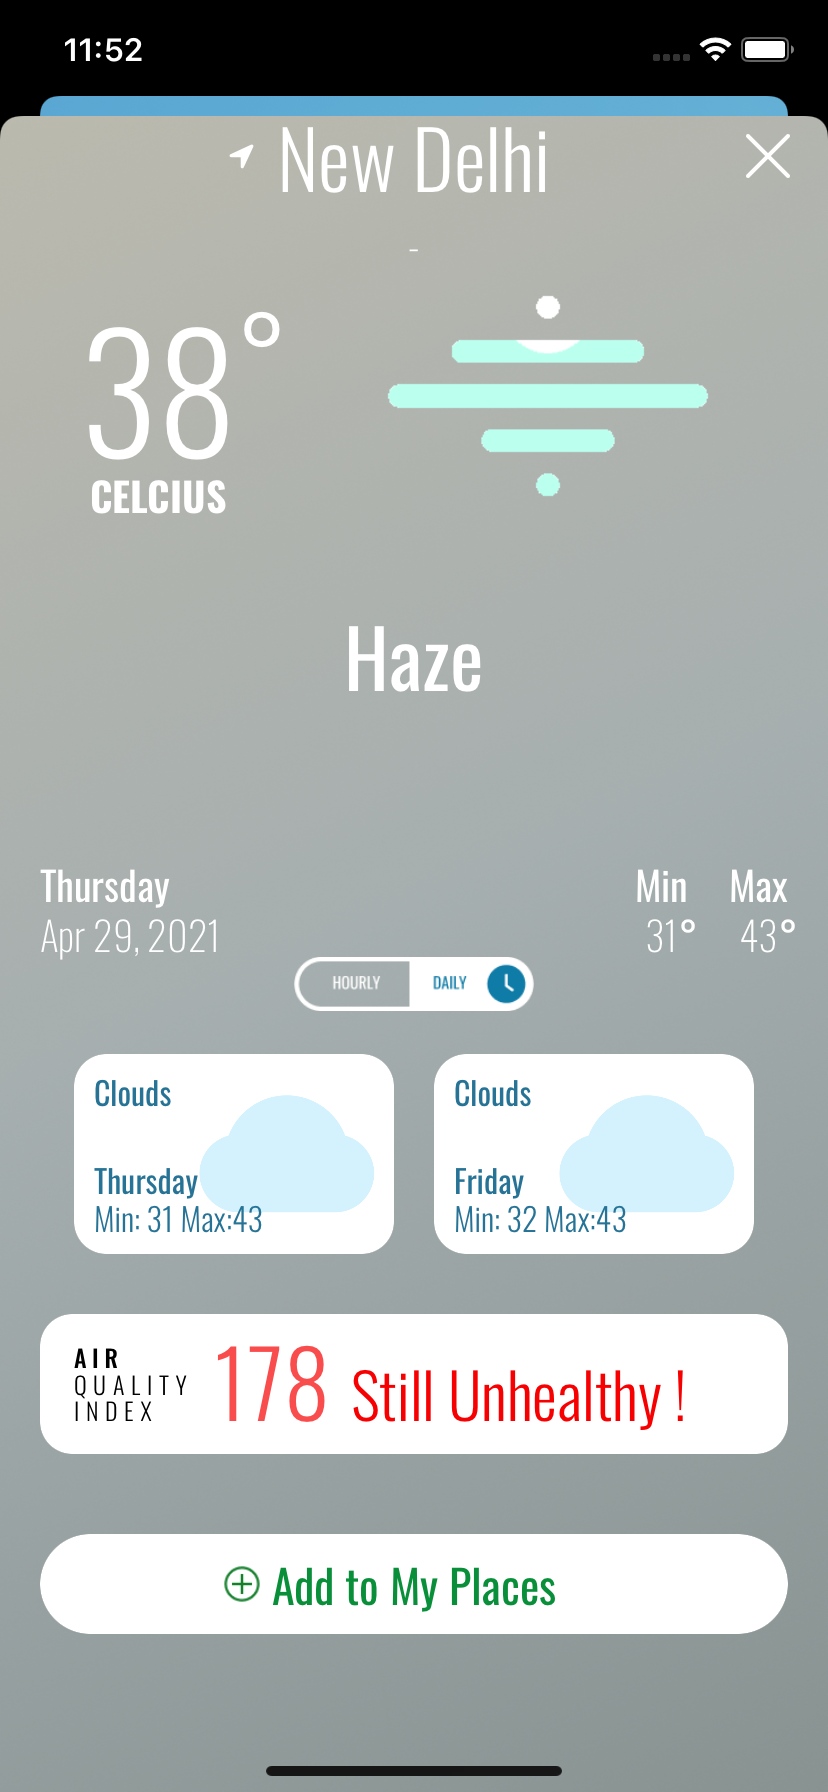 11:52
New Delhi
-
38°
CELCIUS
Haze
Thursday
Apr 29, 2021
Min Max
31° 43°
HOURLY DAILY
Clouds
Thursday
Min: 31 Max:43
Clouds
Friday
Min: 32 Max:43
AIR
QUALITY
INDEX
178 Still Unhealthy !
Add to My Places